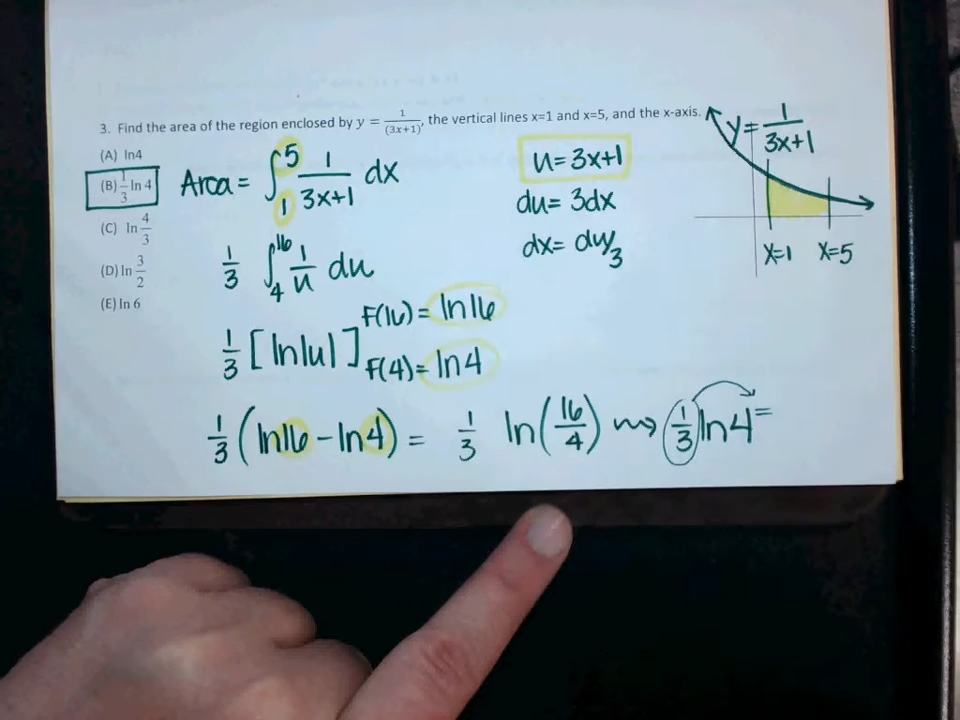 3. Find the area of the region enclosed by y = 1/(3x+1), the vertical lines x=1 and x=5, and the x-axis.
(A) ln4
(B) 1/3 ln 4
(C) ln 4/3
(D) ln 3/2
(E) ln 6
Area = ∫₁⁵ 1/(3x+1) dx
1/3 ∫₄¹⁶ 1/u du
1/3 [ln|u|]
F(16) = ln16
F(4) = ln4
1/3 (ln16 - ln4) = 1/3 ln(16/4) ⇝ 1/3 ln4 =
u = 3x+1
du = 3dx
dx = du/3
y = 1/(3x+1)
x=1 x=5